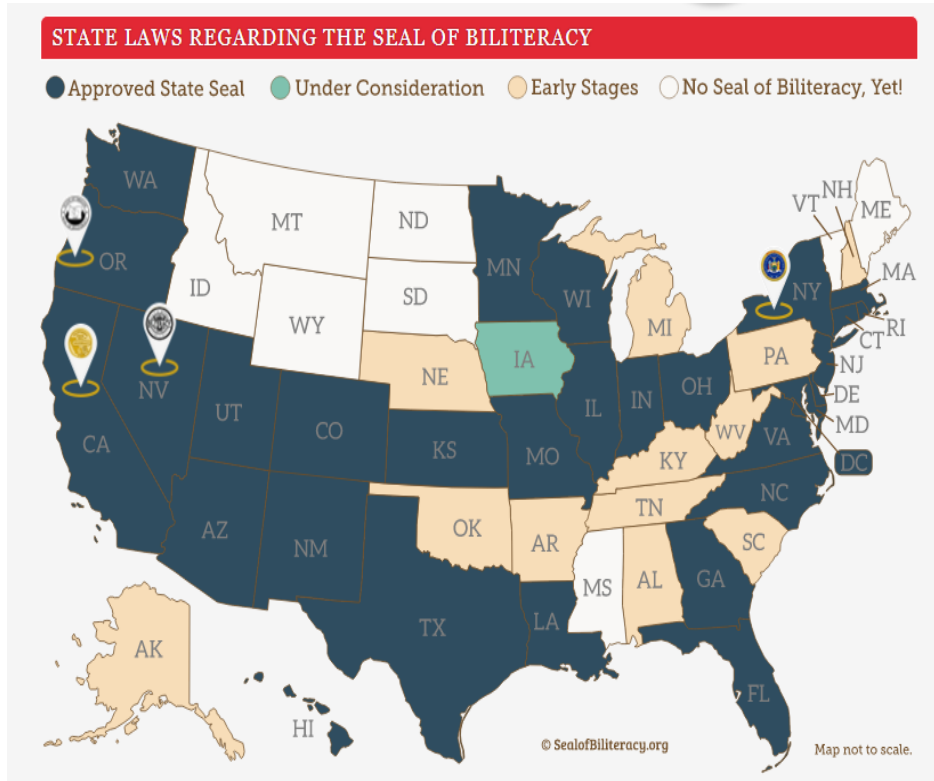 STATE LAWS REGARDING THE SEAL OF BILITERACY
Approved State Seal Under Consideration Early Stages No Seal of Biliteracy, Yet!
WA
MT
ND
VT
NH
ME
OR
ID
SD
MN
WI
MI
NY
MA
RI
CT
WY
NE
IA
PA
NJ
DE
MD
DC
NV
UT
CO
KS
MO
IL
IN
OH
WV
VA
KY
CA
AZ
NM
OK
AR
TN
NC
SC
MS
AL
GA
TX
LA
FL
AK
HI
© SealofBiliteracy.org
Map not to scale.